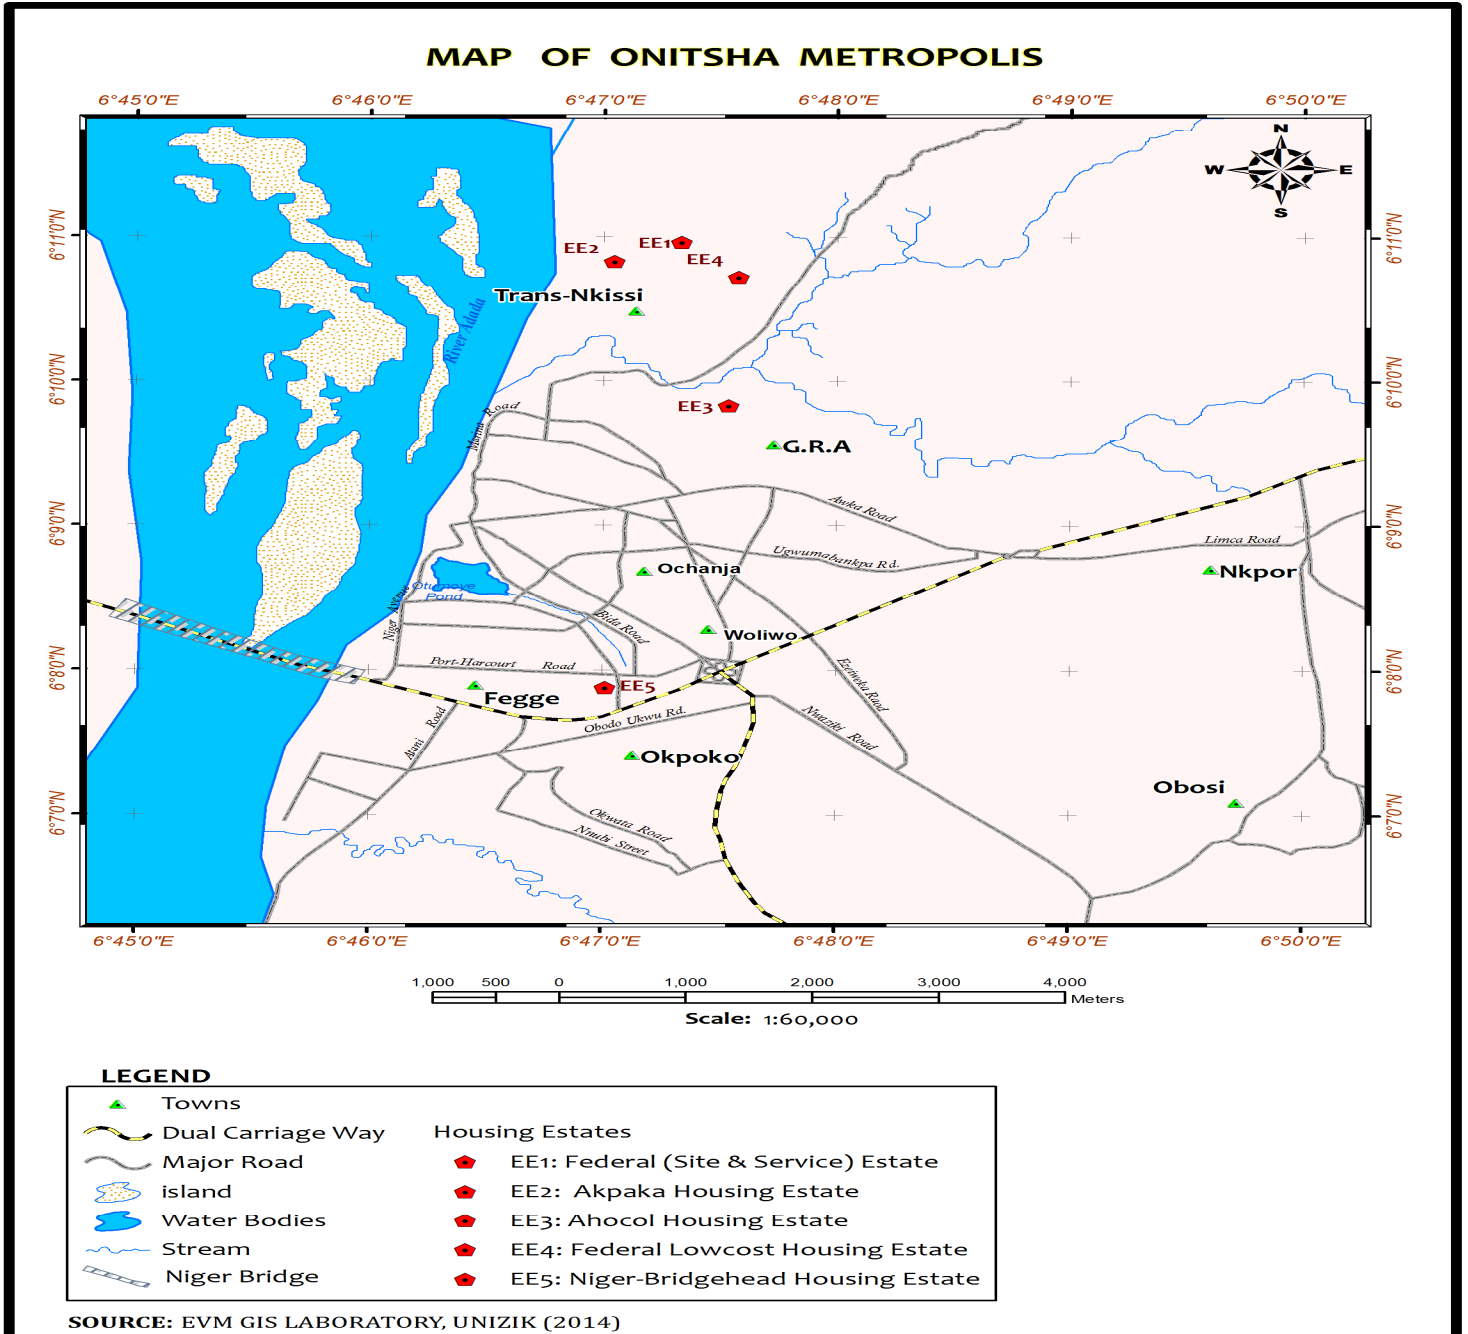 MAP OF ONITSHA METROPOLIS
6°45'0"E 6°46'0"E 6°47'0"E 6°48'0"E 6°49'0"E 6°50'0"E
N
W E
S
6°11'0"N 6°11'0"N
EE1
EE2
EE4
Trans-Nkissi
River Adada
6°10'0"N 6°10'0"N
EE3
Marina Road
G.R.A
Awka Road
6°9'0"N 6°9'0"N
Limca Road
Ugwumabankpa Rd.
Ochanja
Nkpor
Otumoye
Pond
Niger Avenue
Bida Road
Woliwo
6°8'0"N 6°8'0"N
Port-Harcourt Road
Ezeiweka Raod
EE5
Fegge
Obodo Ukwu Rd.
Atani Road
Nwaziki Road
Okpoko
Obosi
6°7'0"N 6°7'0"N
Okwata Road
Nnubi Street
6°45'0"E 6°46'0"E 6°47'0"E 6°48'0"E 6°49'0"E 6°50'0"E
1,000 500 0 1,000 2,000 3,000 4,000
Meters
Scale: 1:60,000
LEGEND
Towns
Dual Carriage Way
Major Road
island
Water Bodies
Stream
Niger Bridge
Housing Estates
EE1: Federal (Site & Service) Estate
EE2: Akpaka Housing Estate
EE3: Ahocol Housing Estate
EE4: Federal Lowcost Housing Estate
EE5: Niger-Bridgehead Housing Estate
SOURCE: EVM GIS LABORATORY, UNIZIK (2014)